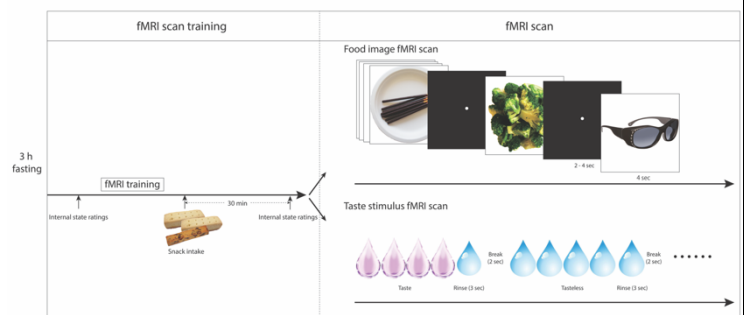 fMRI scan training
fMRI scan
Food image fMRI scan
3 h
fasting
fMRI training
30 min
Internal state ratings
Internal state ratings
Snack intake
2 - 4 sec
4 sec
Taste stimulus fMRI scan
Break
(2 sec)
Break
(2 sec)
Taste
Rinse (3 sec)
Tasteless
Rinse (3 sec)